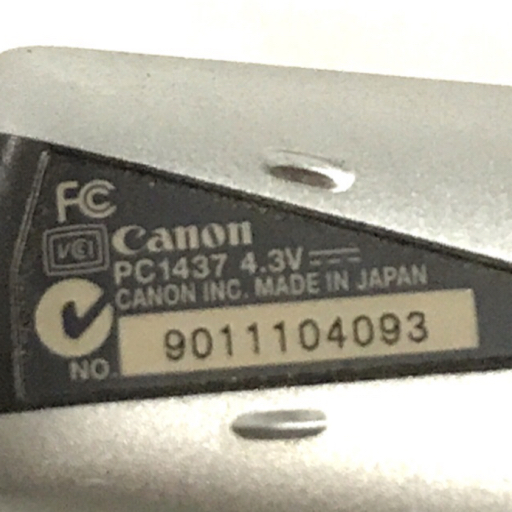 FC
VCI
Canon
PC1437 4.3V
CANON INC. MADE IN JAPAN
NO. 9011104093